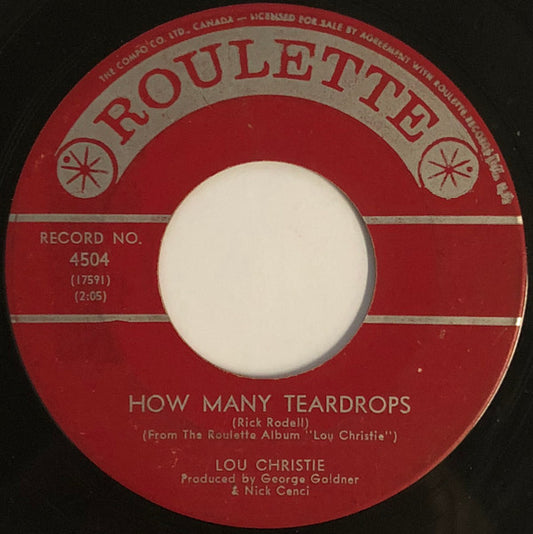 THE COMPO CO. LTD., CANADA — LICENSED FOR SALE BY AGREEMENT WITH ROULETTE RECORDS,
ROULETTE
RECORD NO.
4504
(17591)
(2:05)
HOW MANY TEARDROPS
(Rick Rodell)
(From The Roulette Album "Lou Christie")
LOU CHRISTIE
Produced by George Goldner
& Nick Cenci